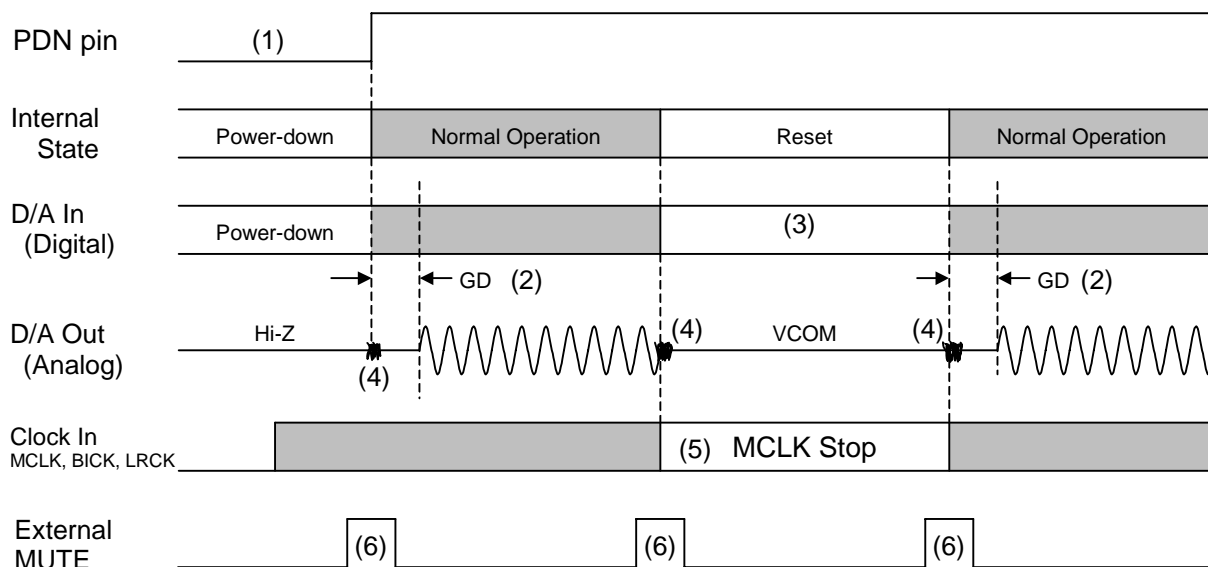 PDN pin
(1)
Internal
State
Power-down
Normal Operation
Reset
Normal Operation
D/A In
(Digital)
Power-down
(3)
GD (2)
GD (2)
D/A Out
(Analog)
Hi-Z
(4)
(4)
VCOM
(4)
Clock In
MCLK, BICK, LRCK
(5) MCLK Stop
External
MUTE
(6)
(6)
(6)